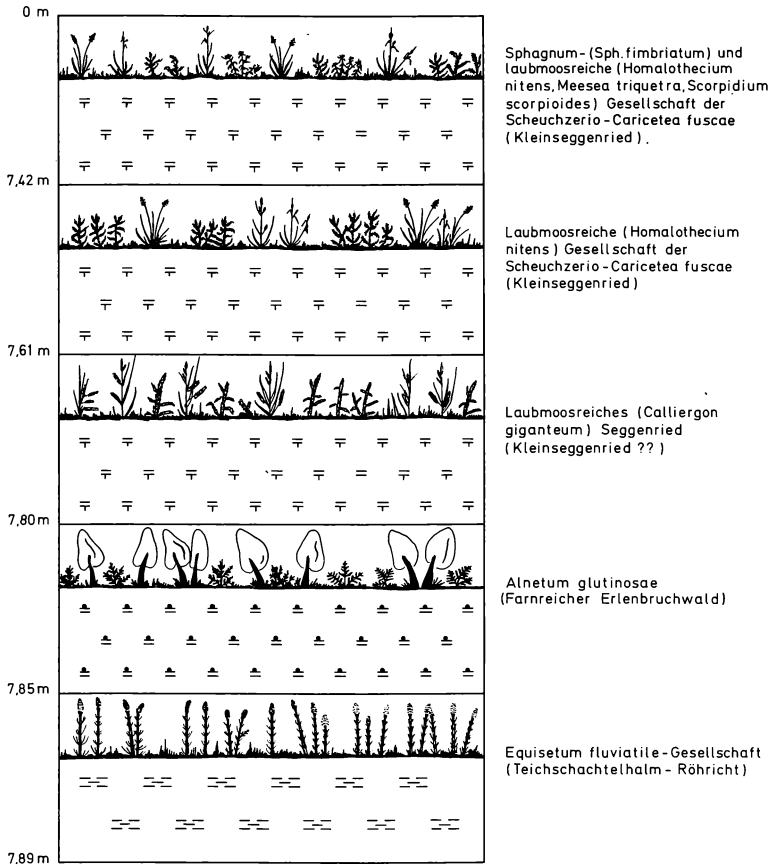 0 m
Sphagnum-(Sph.fimbriatum) und
laubmoosreiche (Homalothecium
nitens, Meesea triquetra, Scorpidium
scorpioides) Gesellschaft der
Scheuchzerio-Caricetea fuscae
(Kleinseggenried).
7,42 m
Laubmoosreiche (Homalothecium
nitens) Gesellschaft der
Scheuchzerio-Caricetea fuscae
(Kleinseggenried)
7,61 m
Laubmoosreiches (Calliergon
giganteum) Seggenried
(Kleinseggenried ??)
7,80 m
Alnetum glutinosae
(Farnreicher Erlenbruchwald)
7,85 m
Equisetum fluviatile-Gesellschaft
(Teichschachtelhalm-Röhricht)
7,89 m